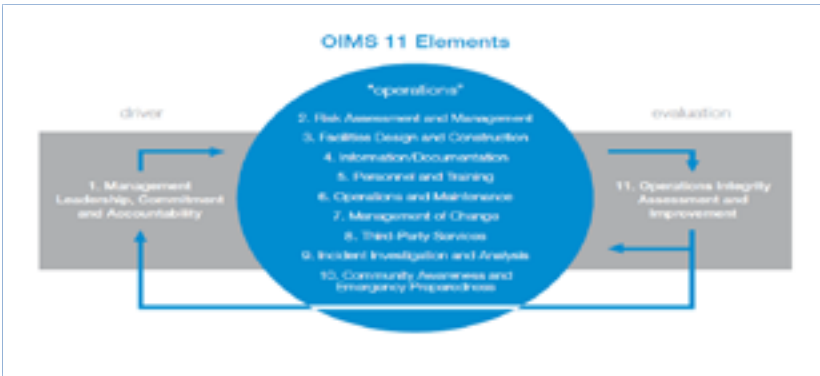 OIMS 11 Elements
driver
"operations"
evaluation
2. Risk Assessment and Management
3. Facilities Design and Construction
4. Information/Documentation
5. Personnel and Training
6. Operations and Maintenance
7. Management of Change
8. Third-Party Services
9. Incident Investigation and Analysis
10. Community Awareness and
Emergency Preparedness
1. Management
Leadership, Commitment
and Accountability
11. Operations Integrity
Assessment and
Improvement